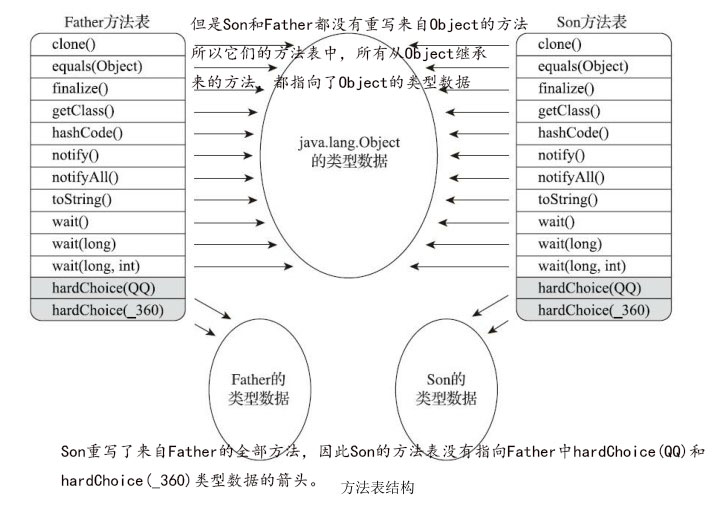 Father方法表
但是Son和Father都没有重写来自Object的方法
Son方法表
所以它们的方法表中，所有从Object继承
来的方法，都指向了Object的类型数据
clone()
equals(Object)
finalize()
getClass()
hashCode()
notify()
notifyAll()
toString()
wait()
wait(long)
wait(long, int)
hardChoice(QQ)
hardChoice(_360)
java.lang.Object
的类型数据
clone()
equals(Object)
finalize()
getClass()
hashCode()
notify()
notifyAll()
toString()
wait()
wait(long)
wait(long, int)
hardChoice(QQ)
hardChoice(_360)
Father的
类型数据
Son的
类型数据
Son重写了来自Father的全部方法，因此Son的方法表没有指向Father中hardChoice(QQ)和
hardChoice(_360)类型数据的箭头。
方法表结构